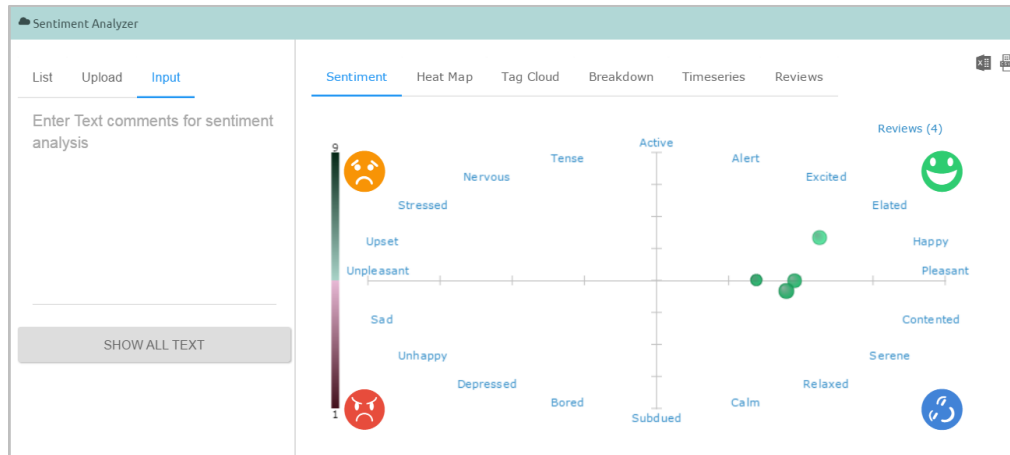 Sentiment Analyzer
List Upload Input
Sentiment Heat Map Tag Cloud Breakdown Timeseries Reviews
Enter Text comments for sentiment
analysis
SHOW ALL TEXT
Reviews (4)
9
Active
Tense Alert
Nervous Excited
Stressed Elated
Upset Happy
Unpleasant Pleasant
Sad Contented
Unhappy Serene
Depressed Relaxed
Bored Calm
1
Subdued